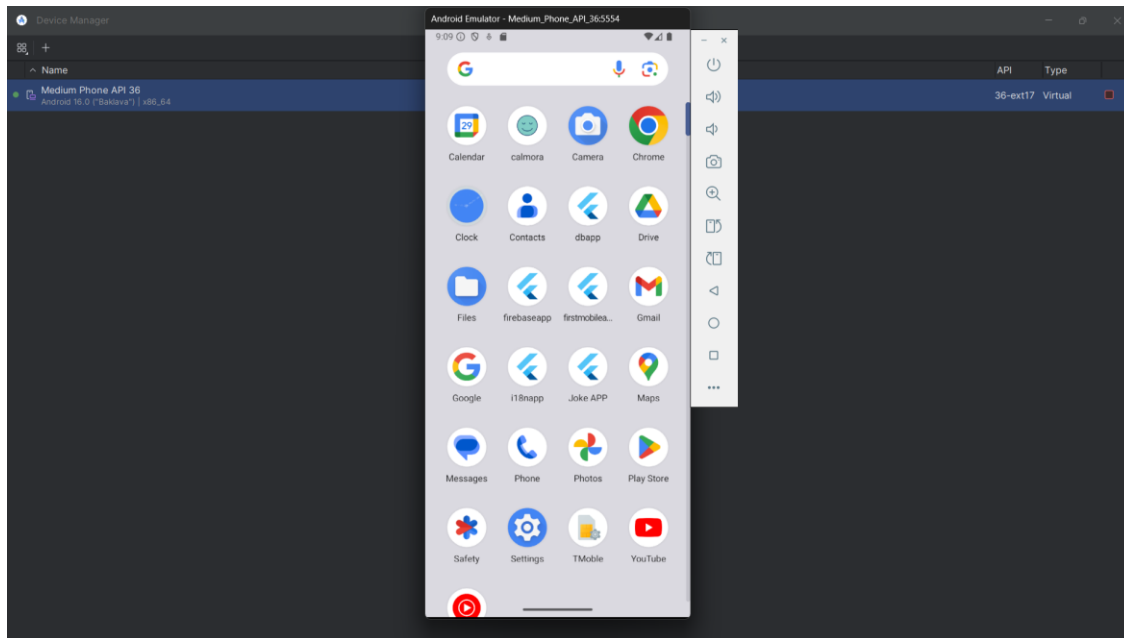 Device Manager
Name
API
Type
Medium Phone API 36
Android 16.0 ("Baklava") | x86_64
36-ext17
Virtual
Android Emulator - Medium_Phone_API_36:5554
9:09
29
Calendar
calmora
Camera
Chrome
Clock
Contacts
dbapp
Drive
Files
firebaseapp
firstmobilea...
Gmail
Google
i18napp
Joke APP
Maps
Messages
Phone
Photos
Play Store
Safety
Settings
TMoble
YouTube